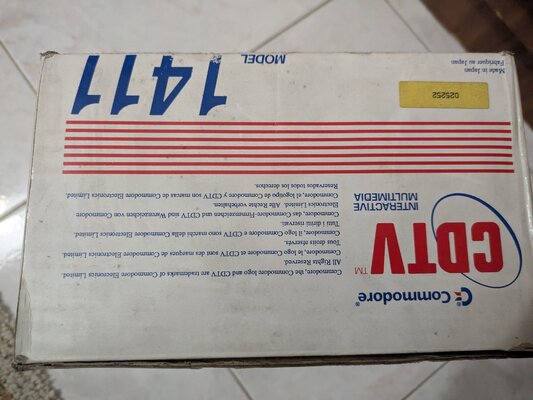 Commodore®
CDTV™
INTERACTIVE
MULTIMEDIA
Commodore, the Commodore logo and CDTV are trademarks of Commodore Electronics Limited.
All Rights Reserved.
Commodore, le logo Commodore et CDTV sont des marques de Commodore Electronics Limited.
Tous droits réservés.
Commodore, il logo Commodore e CDTV sono marchi della Commodore Electronics Limited.
Tutti diritti riservati.
Commodore, das Commodore-Firmenzeichen und CDTV sind Warenzeichen von Commodore
Electronics Limited. Alle Rechte vorbehalten.
Commodore, el logotipo de Commodore y CDTV son marcas de Commodore Electronics Limited.
Reservados todos los derechos.
025252
Made in Japan
Fabriquer au Japan
MODEL 1411